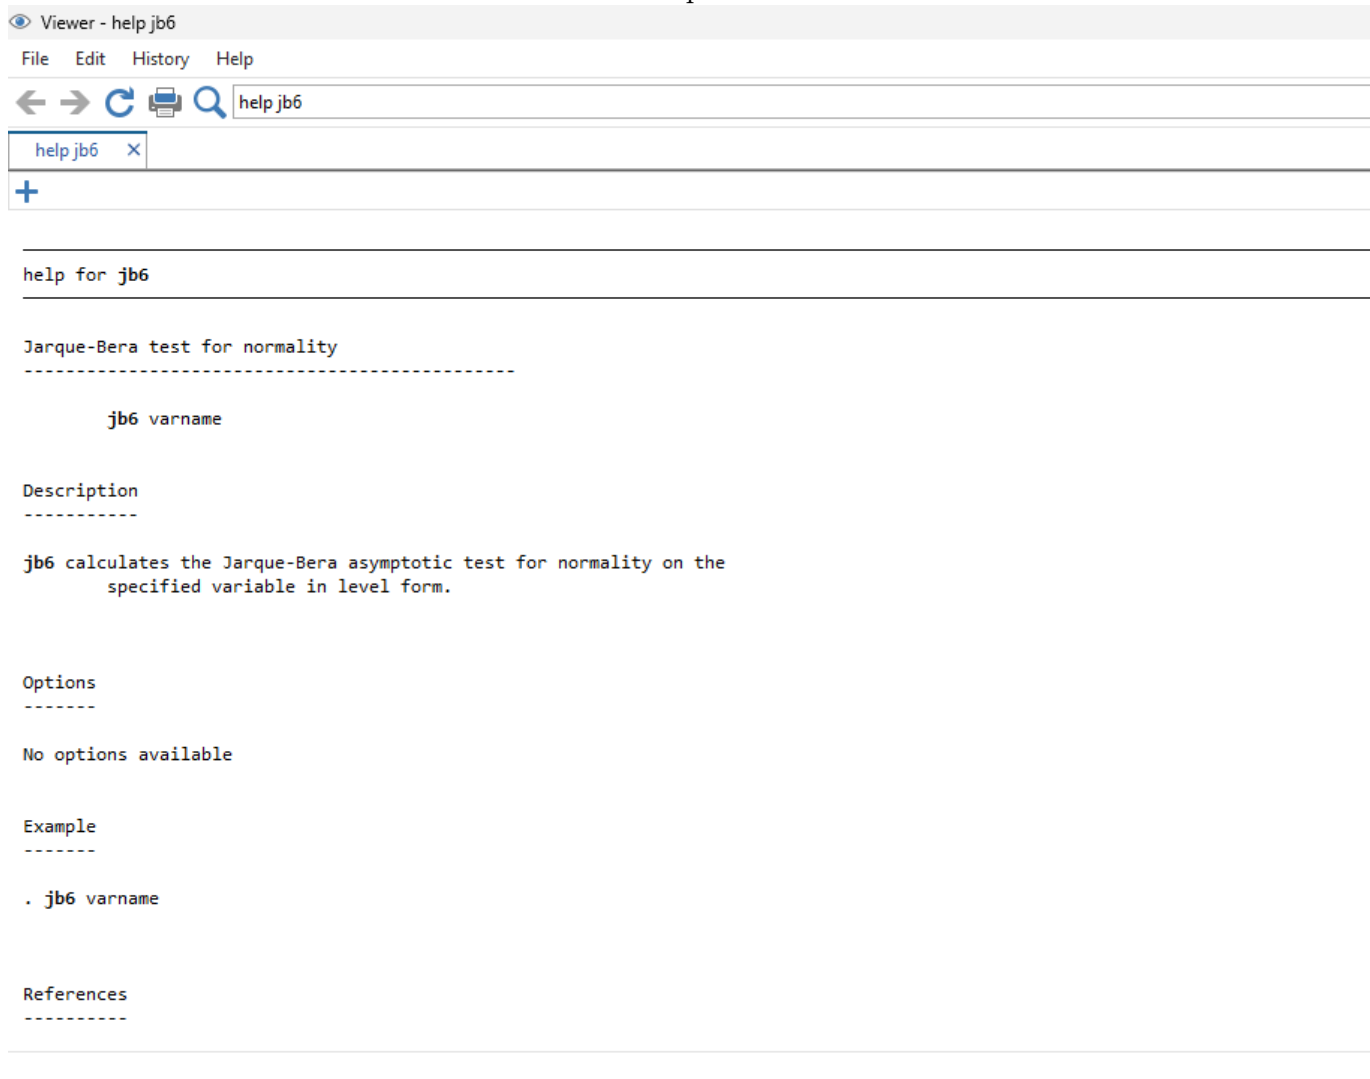 Viewer - help jb6
File Edit History Help
help jb6
help jb6 ×
+
help for jb6
Jarque-Bera test for normality
-----------------------------------------------
jb6 varname
Description
-----------
jb6 calculates the Jarque-Bera asymptotic test for normality on the
specified variable in level form.
Options
-------
No options available
Example
-------
. jb6 varname
References
----------